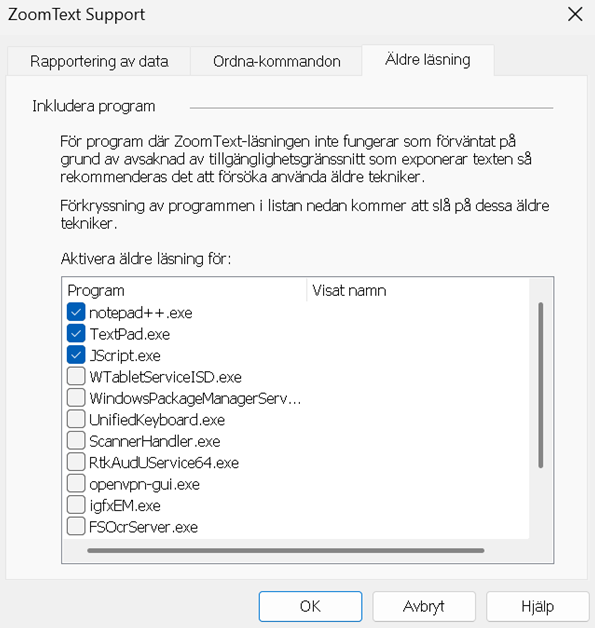 ZoomText Support
Rapportering av data
Ordna-kommandon
Äldre läsning
Inkludera program
För program där ZoomText-läsningen inte fungerar som förväntat på
grund av avsaknad av tillgänglighetsgränssnitt som exponerar texten så
rekommenderas det att försöka använda äldre tekniker.
Förkryssning av programmen i listan nedan kommer att slå på dessa äldre
tekniker.
Aktivera äldre läsning för:
Program Visat namn
notepad++.exe
TextPad.exe
JScript.exe
WTabletServiceISD.exe
WindowsPackageManagerServ...
UnifiedKeyboard.exe
ScannerHandler.exe
RtkAudUService64.exe
openvpn-gui.exe
igfxEM.exe
FSOcrServer.exe
OK Avbryt Hjälp